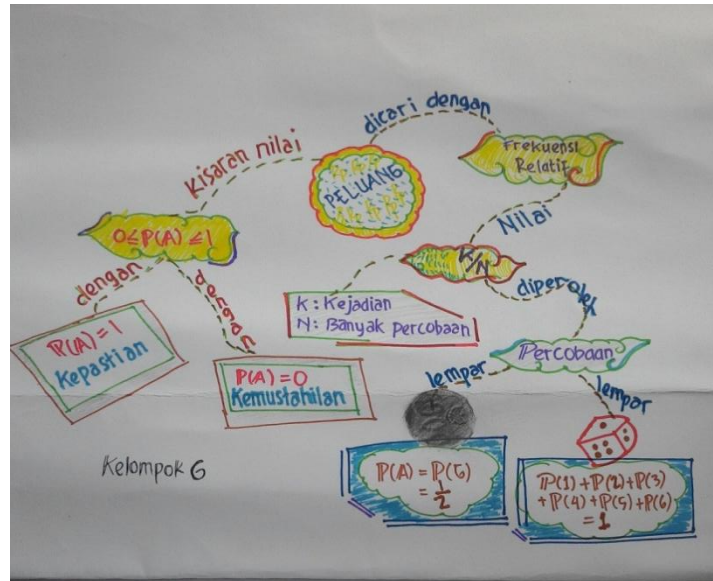 dicari dengan
Frekuensi
Relatif
Kisaran nilai
PELUANG
0≤P(A)≤1
Nilai
K/N
dengan
dengan
K : Kejadian
N : Banyak percobaan
diperoleh
P(A) = 1
Kepastian
Percobaan
P(A) = 0
Kemustahilan
lempar
lempar
Kelompok 6
P(A) = P(G)
= 1/2
P(1) + P(2) + P(3)
+ P(4) + P(5) + P(6)
= 1